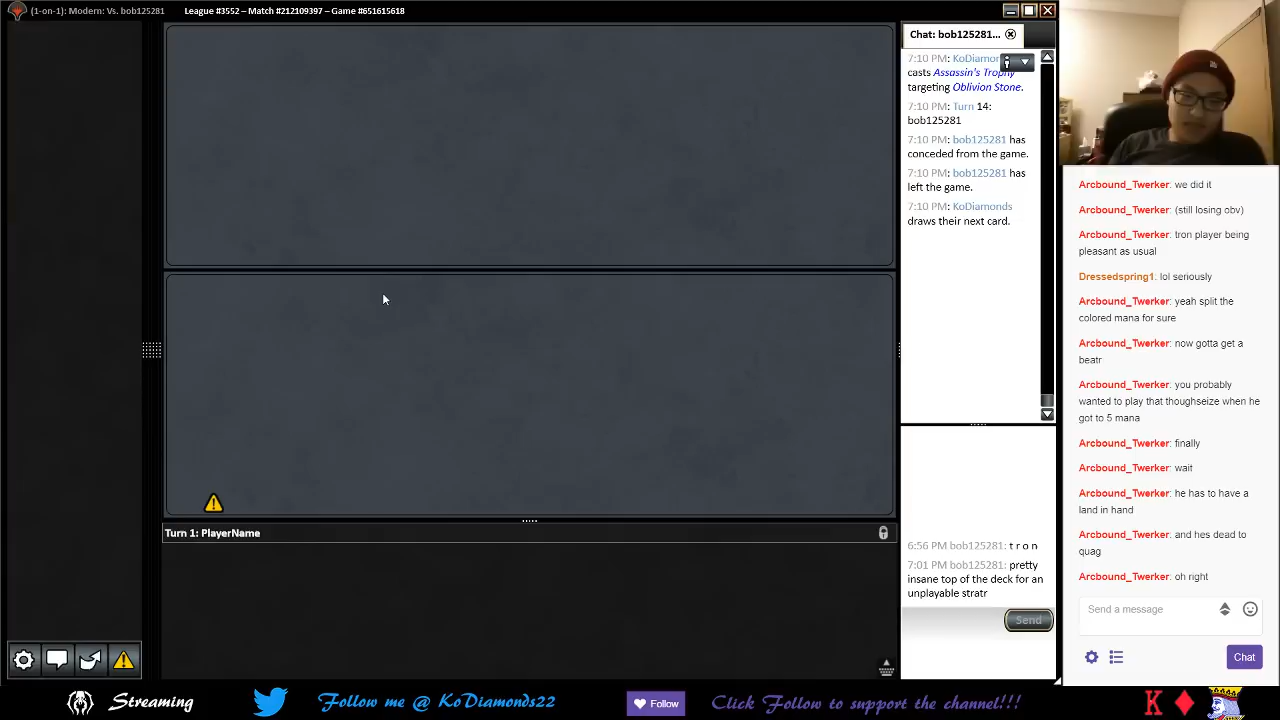 (1-on-1): Modern: Vs. bob125281
League #3552 – Match #212109397 – Game #651615618
Chat: bob125281...
7:10 PM: KoDiamon
casts Assassin's Trophy
targeting Oblivion Stone.
7:10 PM: Turn 14:
bob125281
7:10 PM: bob125281 has
conceded from the game.
7:10 PM: bob125281 has
left the game.
7:10 PM: KoDiamonds
draws their next card.
6:56 PM bob125281: t r o n
7:01 PM bob125281: pretty
insane top of the deck for an
unplayable stratr
Send
Turn 1: PlayerName
Arcbound_Twerker: we did it
Arcbound_Twerker: (still losing obv)
Arcbound_Twerker: tron player being
pleasant as usual
Dressedspring1: lol seriously
Arcbound_Twerker: yeah split the
colored mana for sure
Arcbound_Twerker: now gotta get a
beatr
Arcbound_Twerker: you probably
wanted to play that thoughseize when he
got to 5 mana
Arcbound_Twerker: finally
Arcbound_Twerker: wait
Arcbound_Twerker: he has to have a
land in hand
Arcbound_Twerker: and hes dead to
quag
Arcbound_Twerker: oh right
Send a message
Chat
Streaming
Follow me @ KoDiamonds22
Follow
Click Follow to support the channel!!!
K